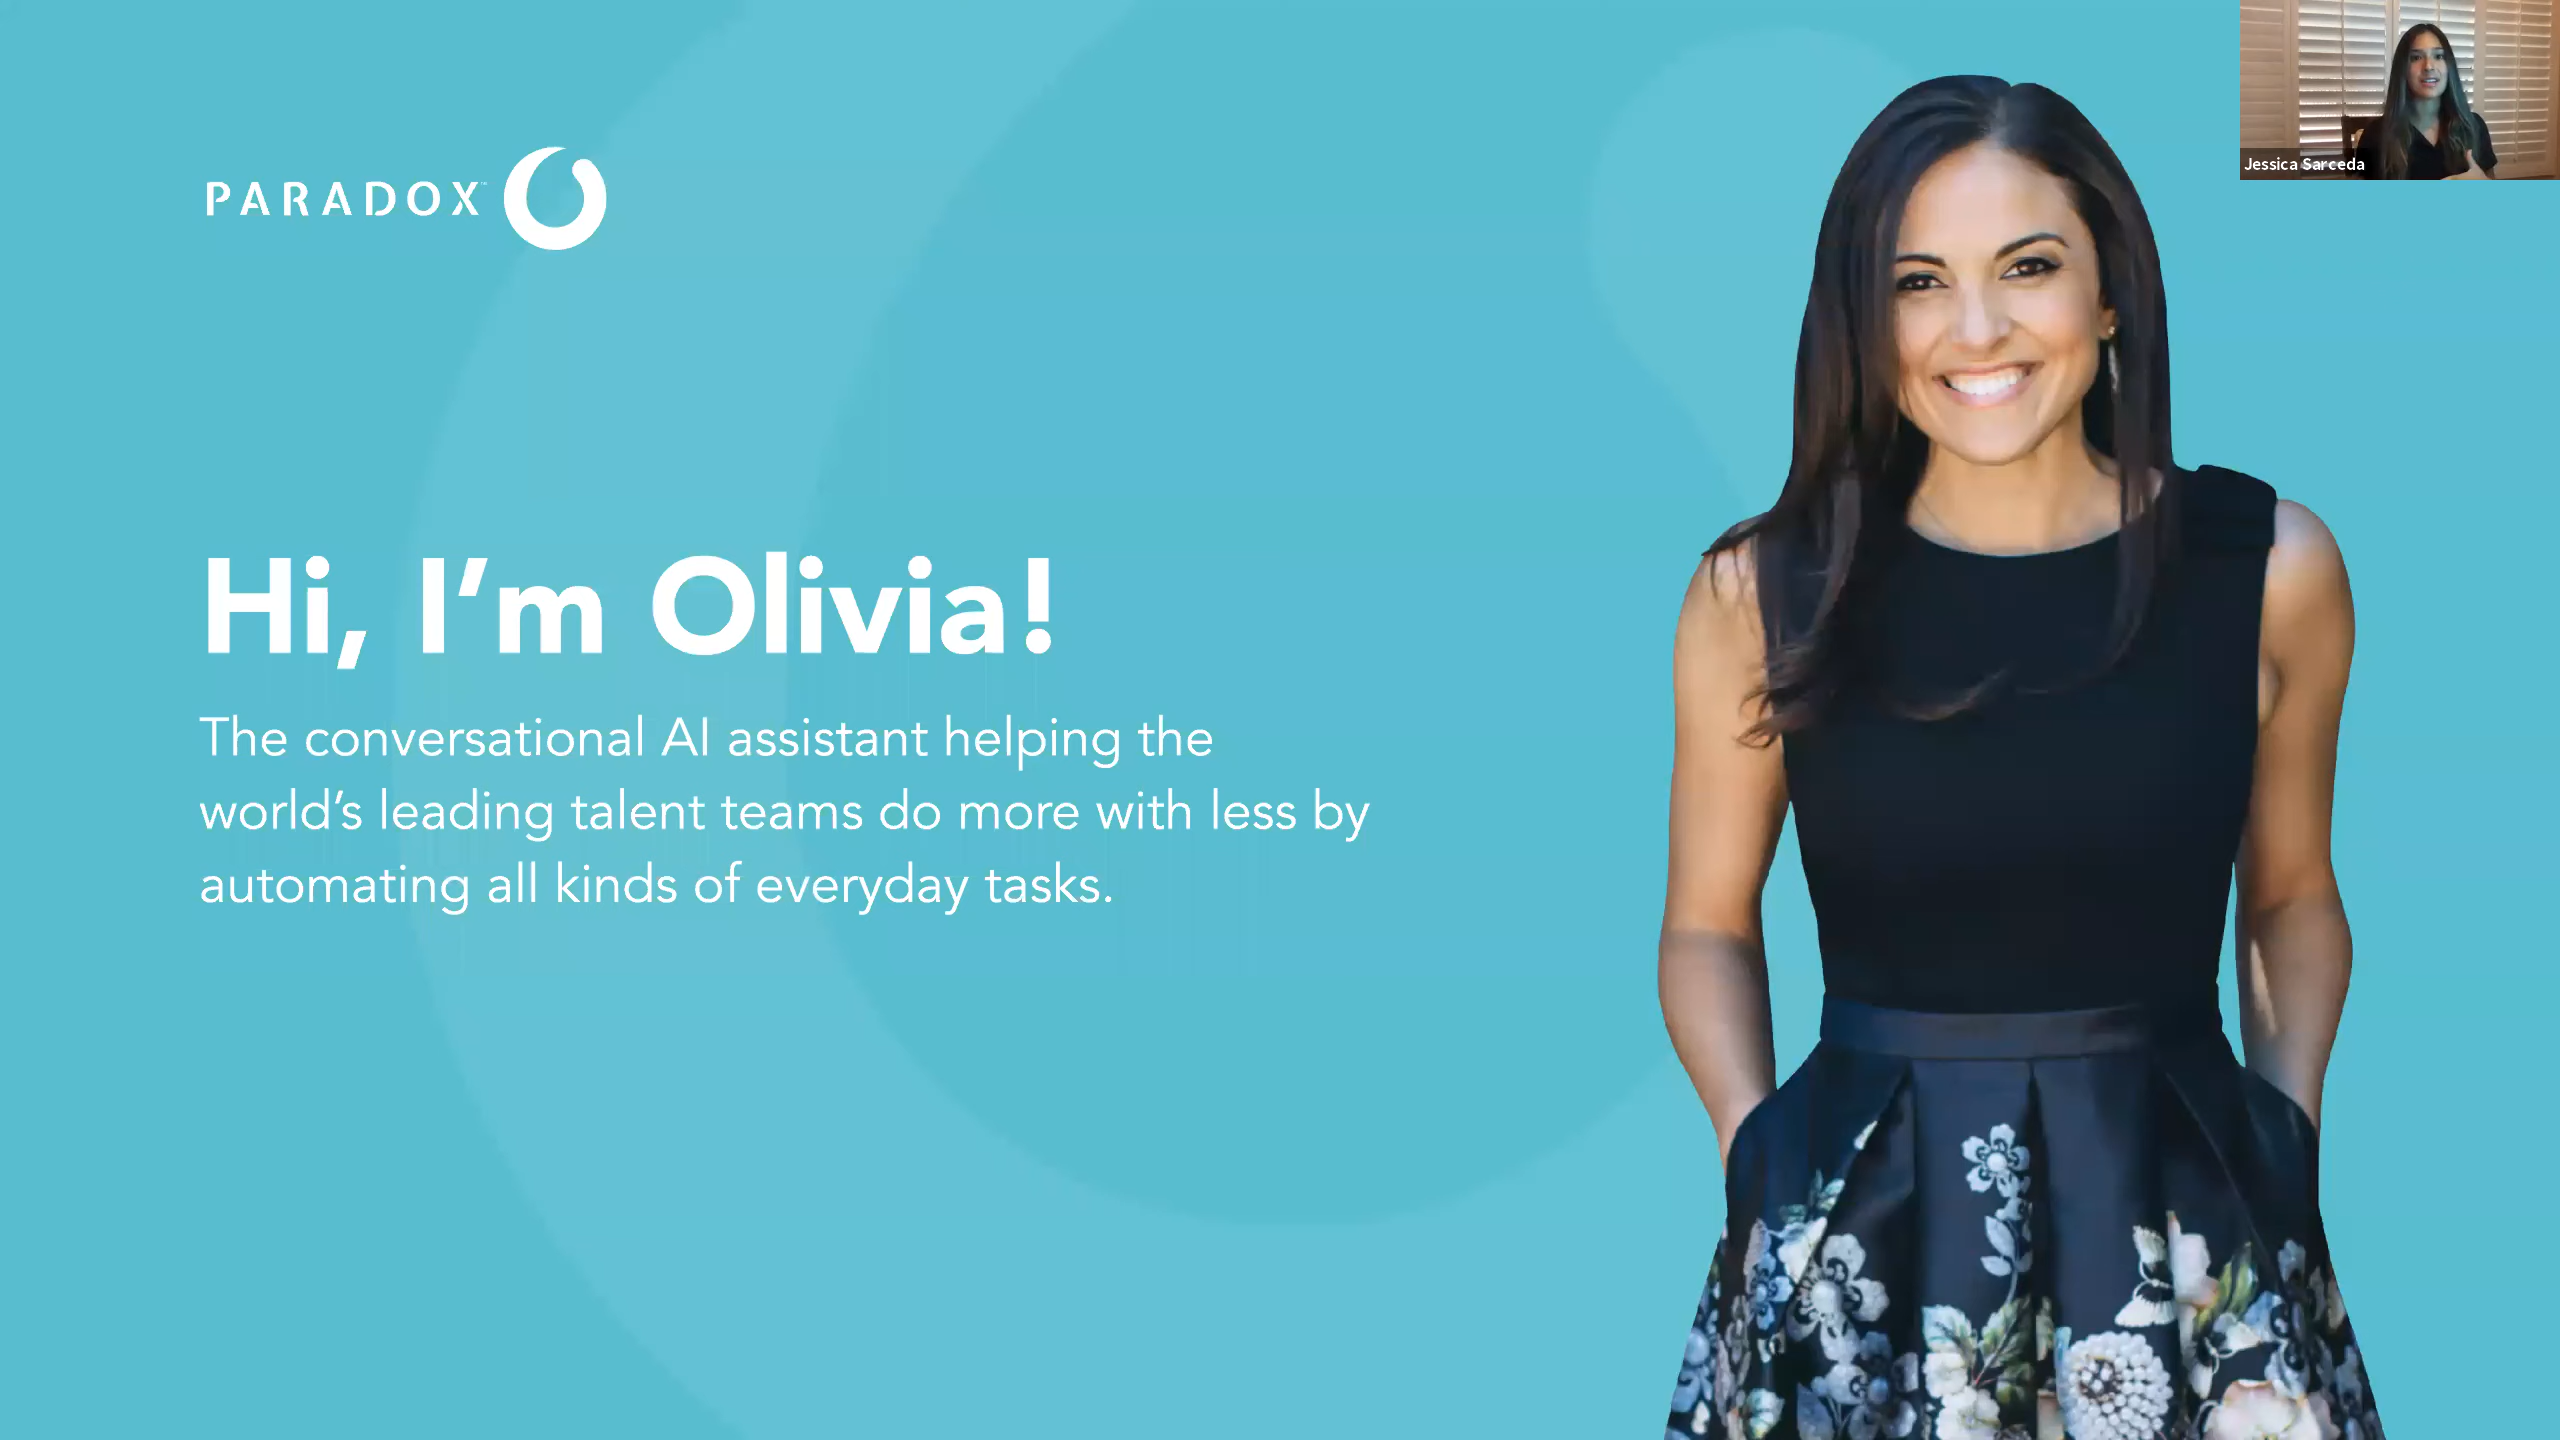 PARADOX™
Hi, I’m Olivia!
The conversational AI assistant helping the
world’s leading talent teams do more with less by
automating all kinds of everyday tasks.
Jessica Sarceda